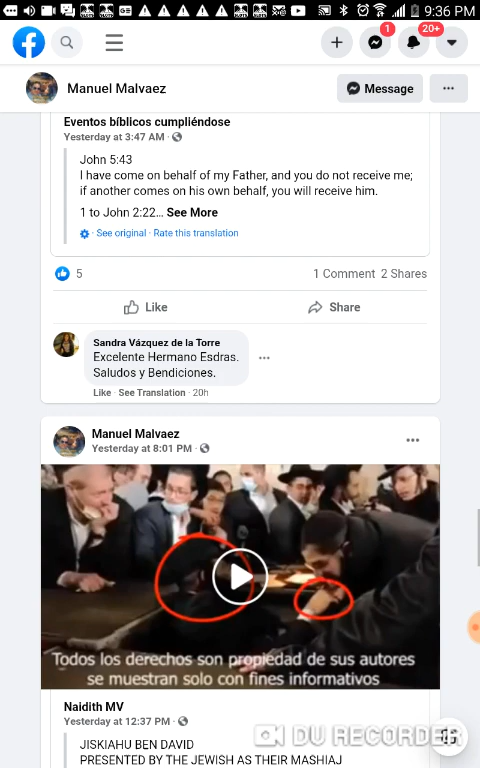 9:36 PM
1
20+
Manuel Malvaez
Message
Eventos bíblicos cumpliéndose
Yesterday at 3:47 AM ·
John 5:43
I have come on behalf of my Father, and you do not receive me;
if another comes on his own behalf, you will receive him.
1 to John 2:22... See More
· See original · Rate this translation
5
1 Comment 2 Shares
Like
Share
Sandra Vázquez de la Torre
Excelente Hermano Esdras.
Saludos y Bendiciones.
Like · See Translation · 20h
Manuel Malvaez
Yesterday at 8:01 PM ·
Todos los derechos son propiedad de sus autores
se muestran solo con fines informativos
Naidith MV
Yesterday at 12:37 PM ·
DU RECORDER
JISKIAHU BEN DAVID
PRESENTED BY THE JEWISH AS THEIR MASHIAJ